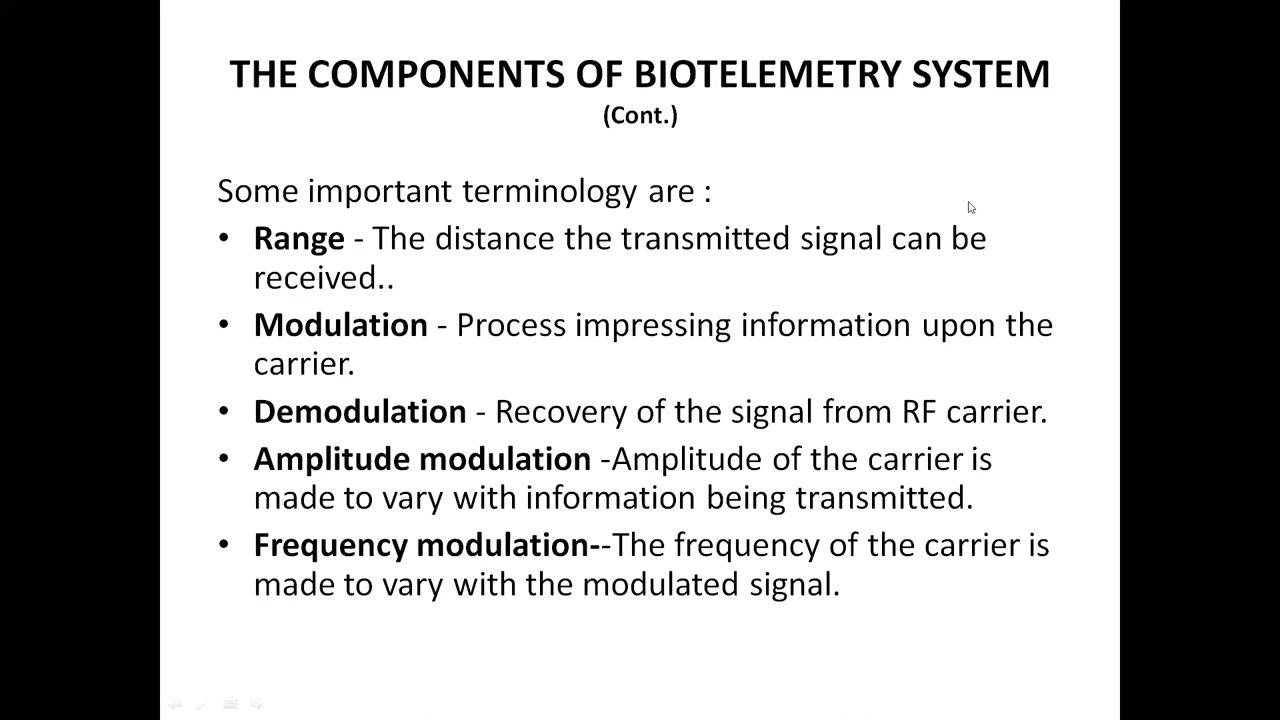 THE COMPONENTS OF BIOTELEMETRY SYSTEM
(Cont.)
Some important terminology are :
• Range - The distance the transmitted signal can be
received..
• Modulation - Process impressing information upon the
carrier.
• Demodulation - Recovery of the signal from RF carrier.
• Amplitude modulation -Amplitude of the carrier is
made to vary with information being transmitted.
• Frequency modulation--The frequency of the carrier is
made to vary with the modulated signal.